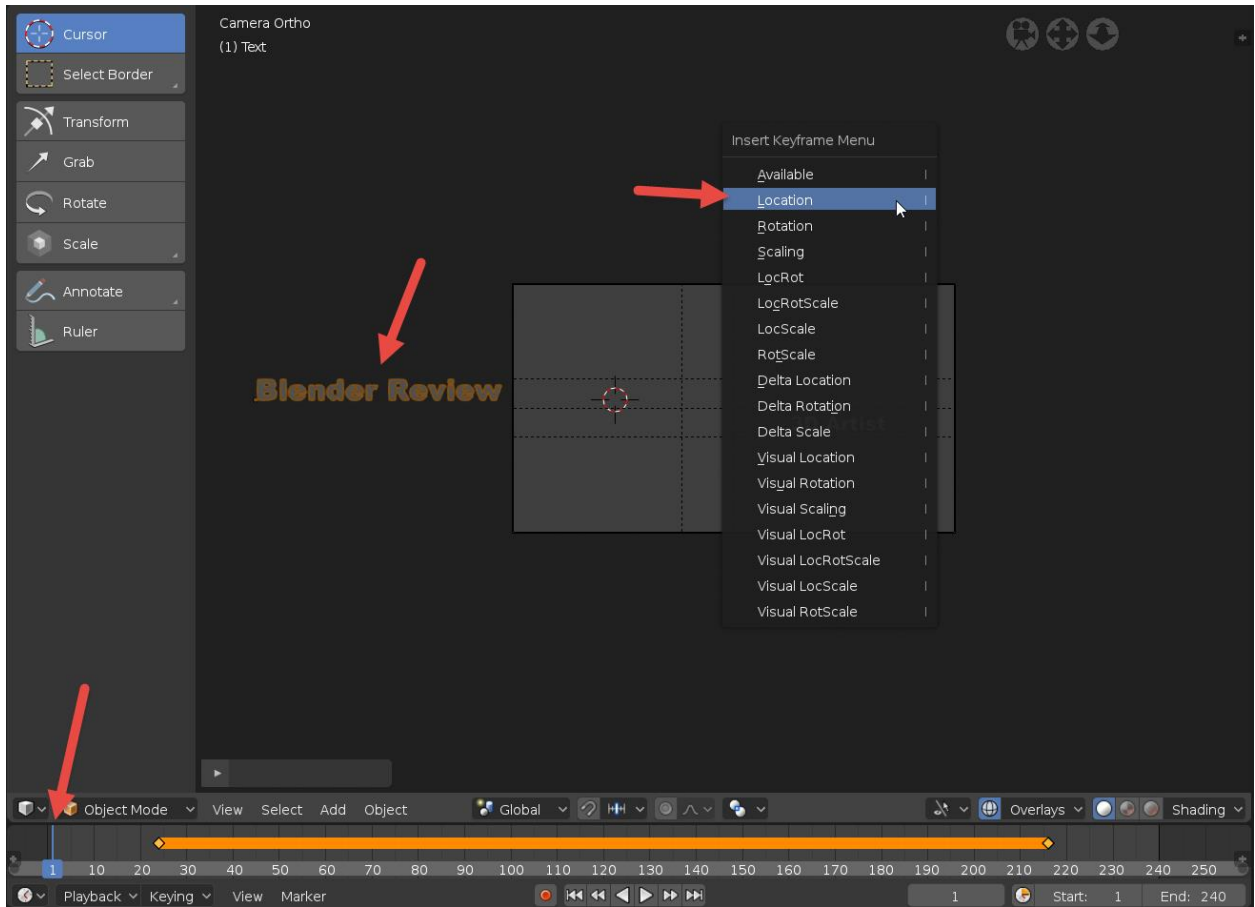 Cursor
Select Border
Transform
Grab
Rotate
Scale
Annotate
Ruler
Camera Ortho
(1) Text
Blender Review
Insert Keyframe Menu
Available I
Location I
Rotation I
Scaling I
LocRot I
LocRotScale I
LocScale I
RotScale I
Delta Location I
Delta Rotation I
Delta Scale I
Visual Location I
Visual Rotation I
Visual Scaling I
Visual LocRot I
Visual LocRotScale I
Visual LocScale I
Visual RotScale I
Object Mode View Select Add Object Global Overlays Shading
1 10 20 30 40 50 60 70 80 90 100 110 120 130 140 150 160 170 180 190 200 210 220 230 240 250
Playback Keying View Marker 1 Start: 1 End: 240